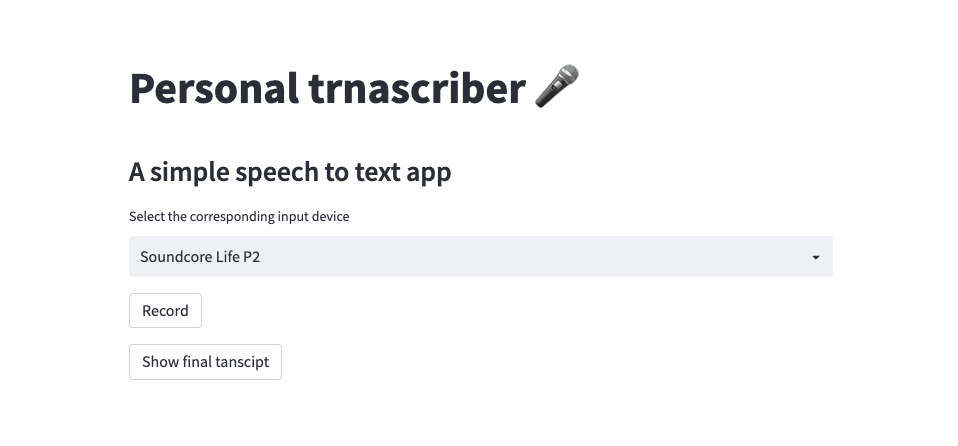 Personal trnascriber 🎤
A simple speech to text app
Select the corresponding input device
Soundcore Life P2
Record
Show final tanscipt